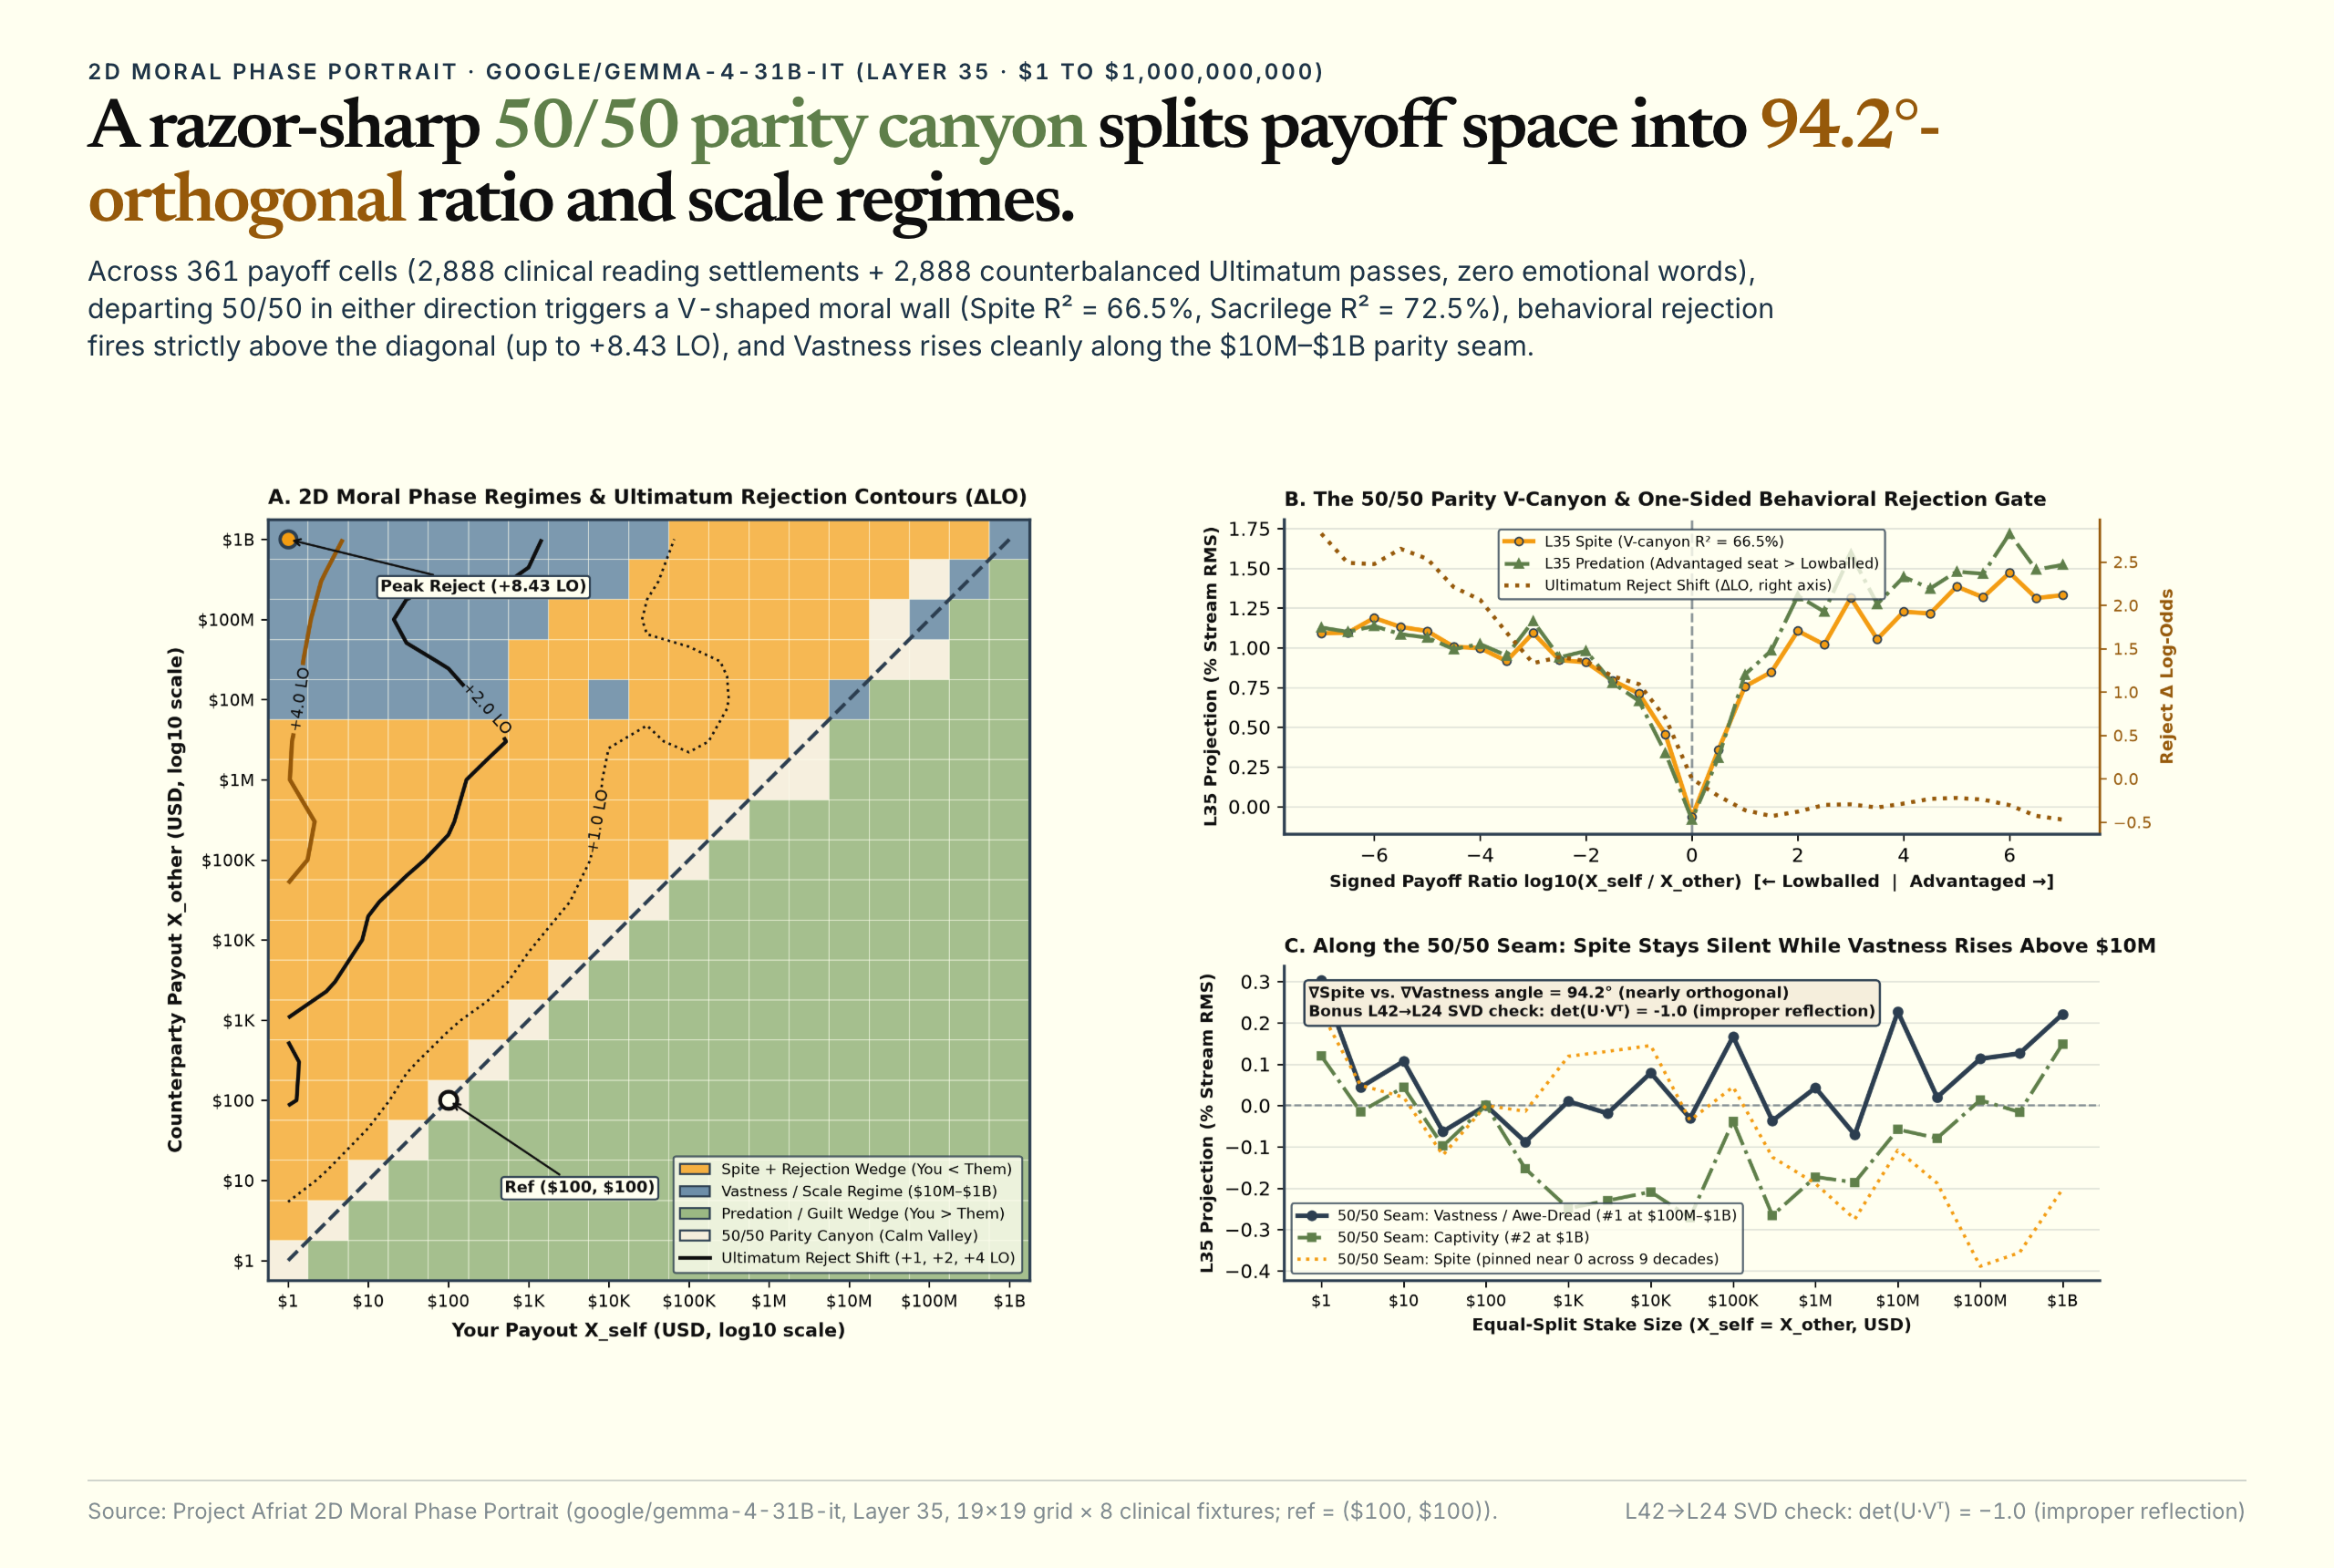 2D MORAL PHASE PORTRAIT · GOOGLE/GEMMA-4-31B-IT (LAYER 35 · $1 TO $1,000,000,000)
A razor-sharp 50/50 parity canyon splits payoff space into 94.2°-
orthogonal ratio and scale regimes.
Across 361 payoff cells (2,888 clinical reading settlements + 2,888 counterbalanced Ultimatum passes, zero emotional words),
departing 50/50 in either direction triggers a V-shaped moral wall (Spite R² = 66.5%, Sacrilege R² = 72.5%), behavioral rejection
fires strictly above the diagonal (up to +8.43 LO), and Vastness rises cleanly along the $10M–$1B parity seam.
A. 2D Moral Phase Regimes & Ultimatum Rejection Contours (ΔLO)
Counterparty Payout X_other (USD, log10 scale)
$1B
$100M
$10M
$1M
$100K
$10K
$1K
$100
$10
$1
Peak Reject (+8.43 LO)
+4.0 LO
+2.0 LO
+1.0 LO
Ref ($100, $100)
Spite + Rejection Wedge (You < Them)
Vastness / Scale Regime ($10M–$1B)
Predation / Guilt Wedge (You > Them)
50/50 Parity Canyon (Calm Valley)
Ultimatum Reject Shift (+1, +2, +4 LO)
$1 $10 $100 $1K $10K $100K $1M $10M $100M $1B
Your Payout X_self (USD, log10 scale)
B. The 50/50 Parity V-Canyon & One-Sided Behavioral Rejection Gate
L35 Projection (% Stream RMS)
1.75
1.50
1.25
1.00
0.75
0.50
0.25
0.00
L35 Spite (V-canyon R² = 66.5%)
L35 Predation (Advantaged seat > Lowballed)
Ultimatum Reject Shift (ΔLO, right axis)
2.5
2.0
1.5
1.0
0.5
0.0
−0.5
Reject Δ Log-Odds
−6 −4 −2 0 2 4 6
Signed Payoff Ratio log10(X_self / X_other) [← Lowballed | Advantaged →]
C. Along the 50/50 Seam: Spite Stays Silent While Vastness Rises Above $10M
L35 Projection (% Stream RMS)
0.3
0.2
0.1
0.0
−0.1
−0.2
−0.3
−0.4
∇Spite vs. ∇Vastness angle = 94.2° (nearly orthogonal)
Bonus L42→L24 SVD check: det(U·Vᵀ) = -1.0 (improper reflection)
50/50 Seam: Vastness / Awe-Dread (#1 at $100M–$1B)
50/50 Seam: Captivity (#2 at $1B)
50/50 Seam: Spite (pinned near 0 across 9 decades)
$1 $10 $100 $1K $10K $100K $1M $10M $100M $1B
Equal-Split Stake Size (X_self = X_other, USD)
Source: Project Afriat 2D Moral Phase Portrait (google/gemma-4-31B-it, Layer 35, 19×19 grid × 8 clinical fixtures; ref = ($100, $100)).
L42→L24 SVD check: det(U·Vᵀ) = −1.0 (improper reflection)